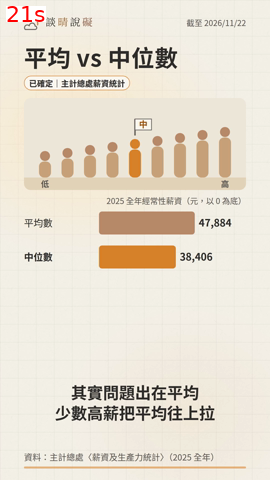 21s
談晴說礙
截至 2026/11/22
平均 vs 中位數
已確定｜主計總處薪資統計
中
低
高
2025 全年經常性薪資（元，以 0 為底）
平均數
47,884
中位數
38,406
其實問題出在平均
少數高薪把平均往上拉
資料：主計總處〈薪資及生產力統計〉（2025 全年）